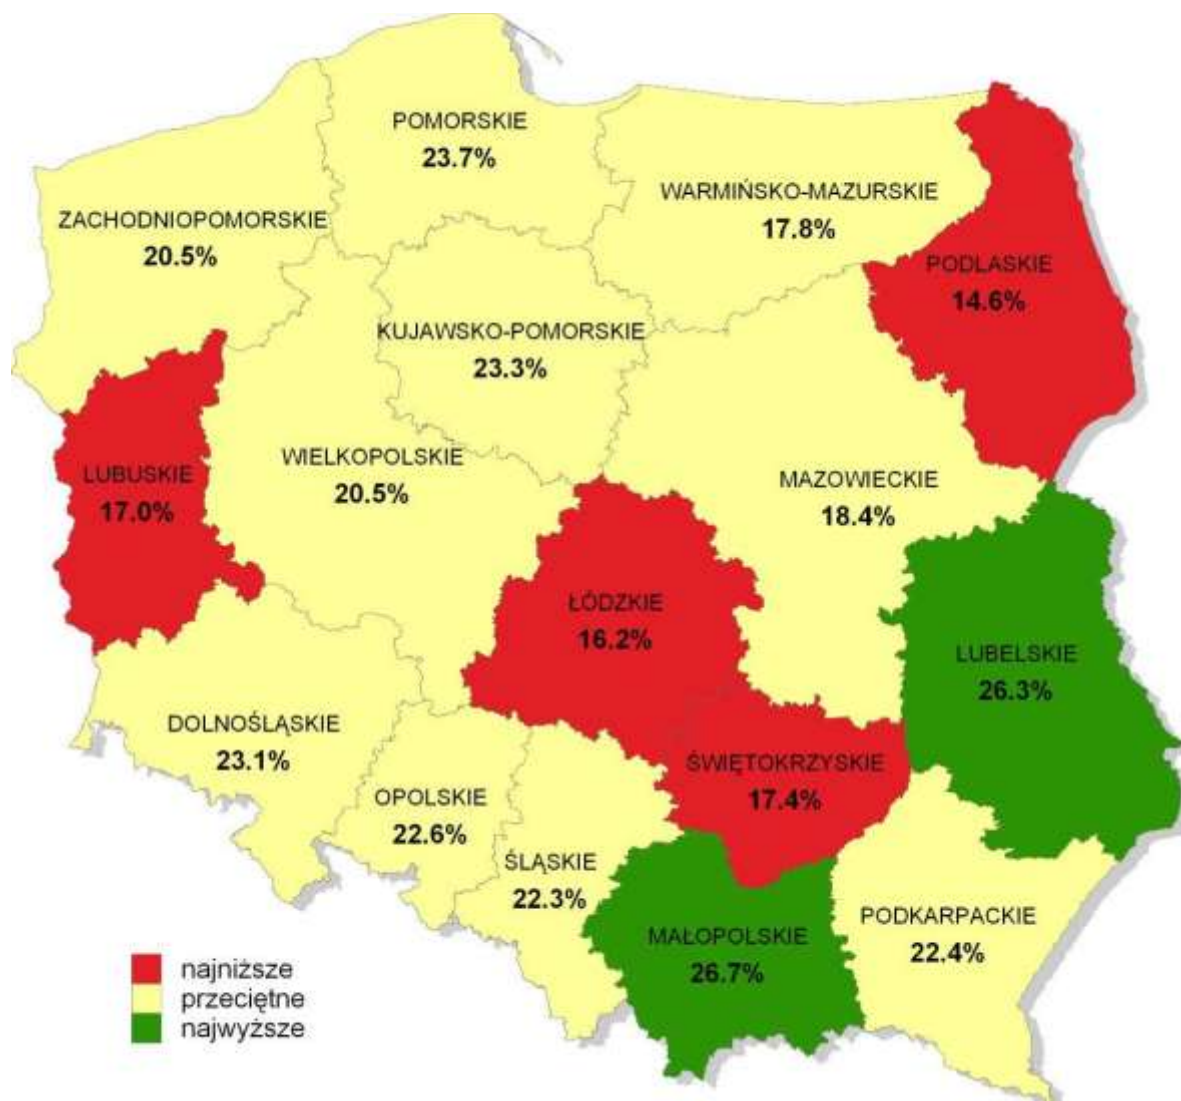 POMORSKIE
23.7%
WARMIŃSKO-MAZURSKIE
17.8%
ZACHODNIOPOMORSKIE
20.5%
PODLASKIE
14.6%
KUJAWSKO-POMORSKIE
23.3%
LUBUSKIE
17.0%
WIELKOPOLSKIE
20.5%
MAZOWIECKIE
18.4%
ŁÓDZKIE
16.2%
LUBELSKIE
26.3%
DOLNOŚLĄSKIE
23.1%
ŚWIĘTOKRZYSKIE
17.4%
OPOLSKIE
22.6%
ŚLĄSKIE
22.3%
MAŁOPOLSKIE
26.7%
PODKARPACKIE
22.4%
najniższe
przeciętne
najwyższe